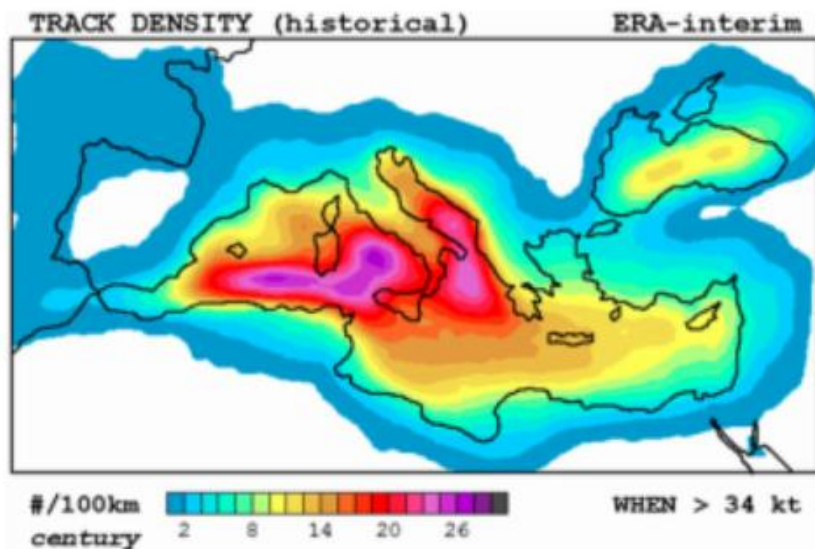 TRACK DENSITY (historical) ERA-interim
#/100km 2 8 14 20 26 WHEN > 34 kt
century